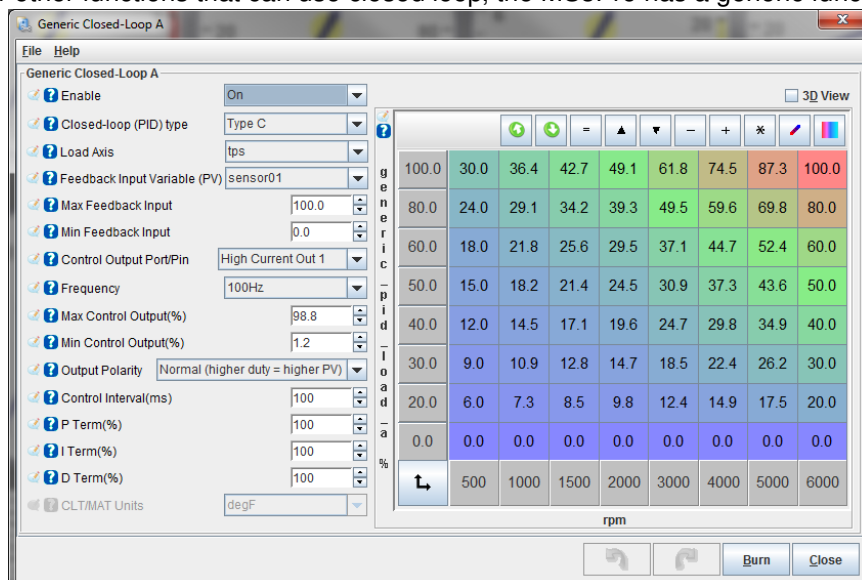 other functions that can use closed loop, the MS3
has a generic
Generic Closed-Loop A
File Help
Generic Closed-Loop A
Enable On
3D View
Closed-loop (PID) type Type C
Load Axis tps
Feedback Input Variable (PV) sensor01
Max Feedback Input 100.0
Min Feedback Input 0.0
Control Output Port/Pin High Current Out 1
Frequency 100Hz
Max Control Output(%) 98.8
Min Control Output(%) 1.2
Output Polarity Normal (higher duty = higher PV)
Control Interval(ms) 100
P Term(%) 100
I Term(%) 100
D Term(%) 100
CLT/MAT Units degF
generic_pid_load_a %
= - + *
100.0 30.0 36.4 42.7 49.1 61.8 74.5 87.3 100.0
80.0 24.0 29.1 34.2 39.3 49.5 59.6 69.8 80.0
60.0 18.0 21.8 25.6 29.5 37.1 44.7 52.4 60.0
50.0 15.0 18.2 21.4 24.5 30.9 37.3 43.6 50.0
40.0 12.0 14.5 17.1 19.6 24.7 29.8 34.9 40.0
30.0 9.0 10.9 12.8 14.7 18.5 22.4 26.2 30.0
20.0 6.0 7.3 8.5 9.8 12.4 14.9 17.5 20.0
0.0 0.0 0.0 0.0 0.0 0.0 0.0 0.0 0.0
500 1000 1500 2000 3000 4000 5000 6000
rpm
Burn Close